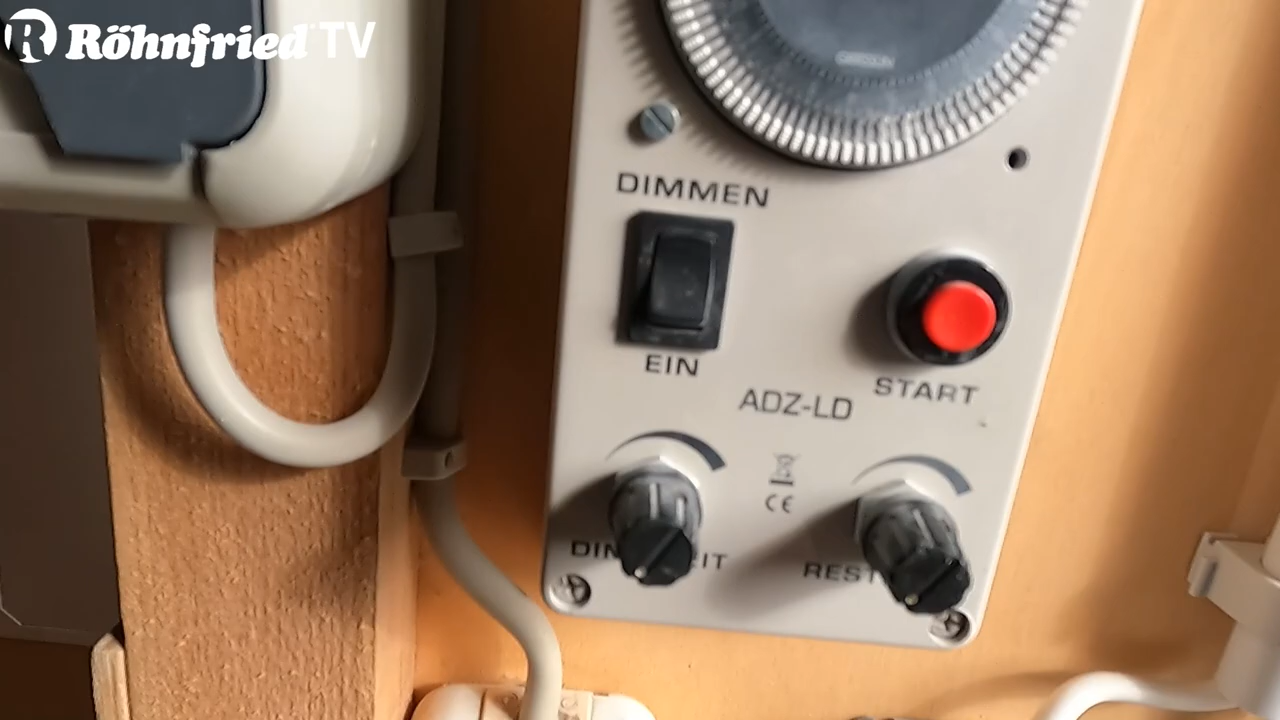 Röhnfried TV
DIMMEN
EIN
START
ADZ-LD
CE